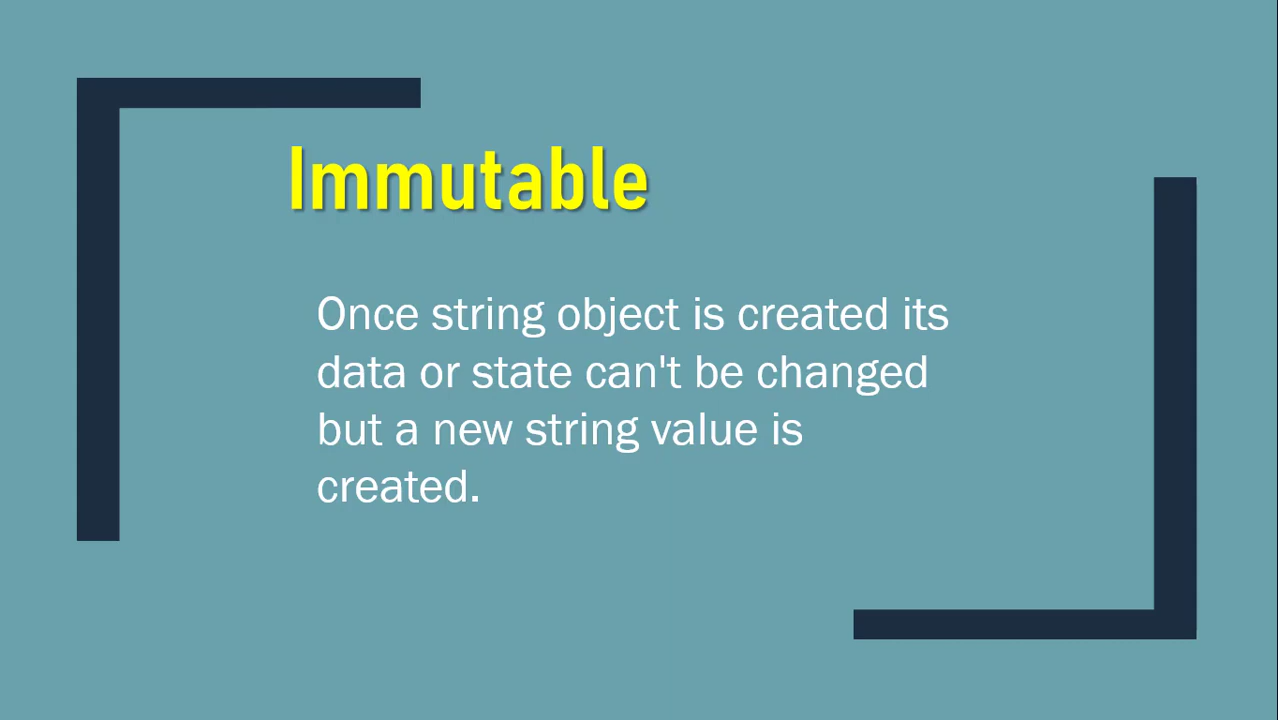 Immutable
Once string object is created its
data or state can't be changed
but a new string value is
created.